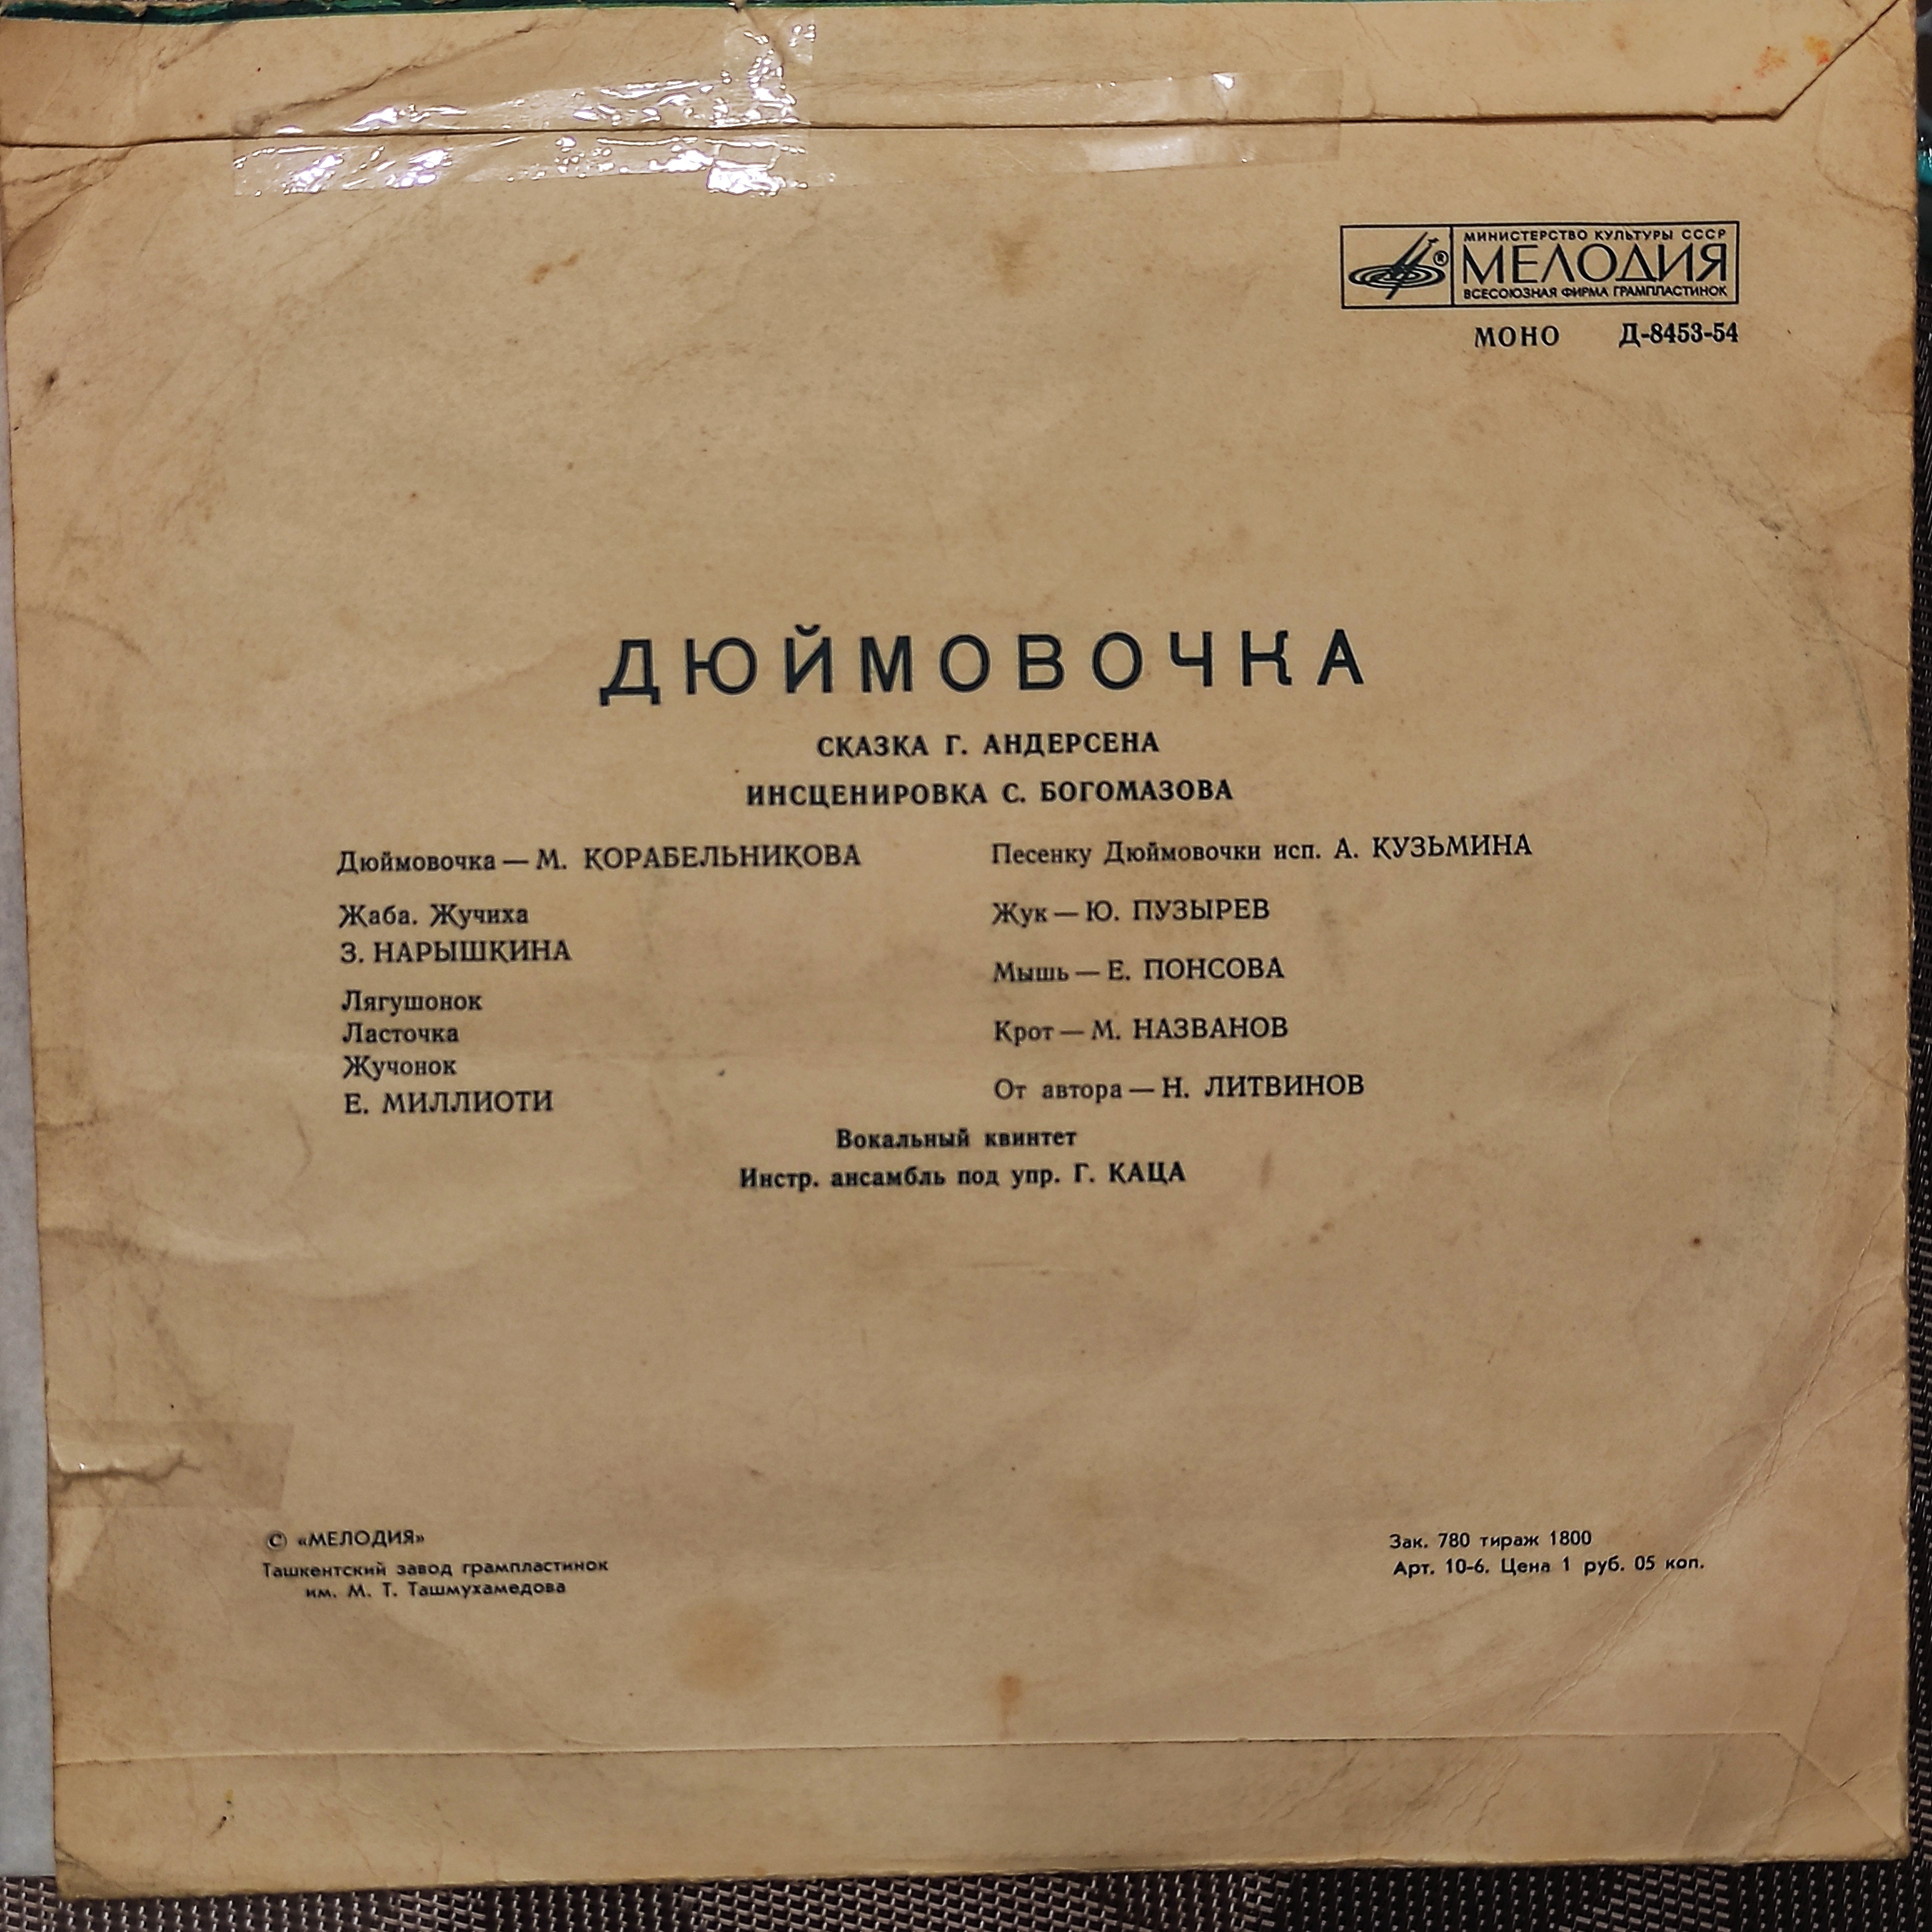 МИНИСТЕРСТВО КУЛЬТУРЫ СССР
МЕЛОДИЯ
ВСЕСОЮЗНАЯ ФИРМА ГРАМПЛАСТИНОК
МОНО Д-8453-54
ДЮЙМОВОЧКА
СКАЗКА Г. АНДЕРСЕНА
ИНСЦЕНИРОВКА С. БОГОМАЗОВА
Дюймовочка — М. КОРАБЕЛЬНИКОВА
Жаба. Жучиха
З. НАРЫШКИНА
Лягушонок
Ласточка
Жучонок
Е. МИЛЛИОТИ
Песенку Дюймовочки исп. А. КУЗЬМИНА
Жук — Ю. ПУЗЫРЕВ
Мышь — Е. ПОНСОВА
Крот — М. НАЗВАНОВ
От автора — Н. ЛИТВИНОВ
Вокальный квинтет
Инстр. ансамбль под упр. Г. КАЦА
© «МЕЛОДИЯ»
Ташкентский завод грампластинок
им. М. Т. Ташмухамедова
Зак. 780 тираж 1800
Арт. 10-6. Цена 1 руб. 05 коп.